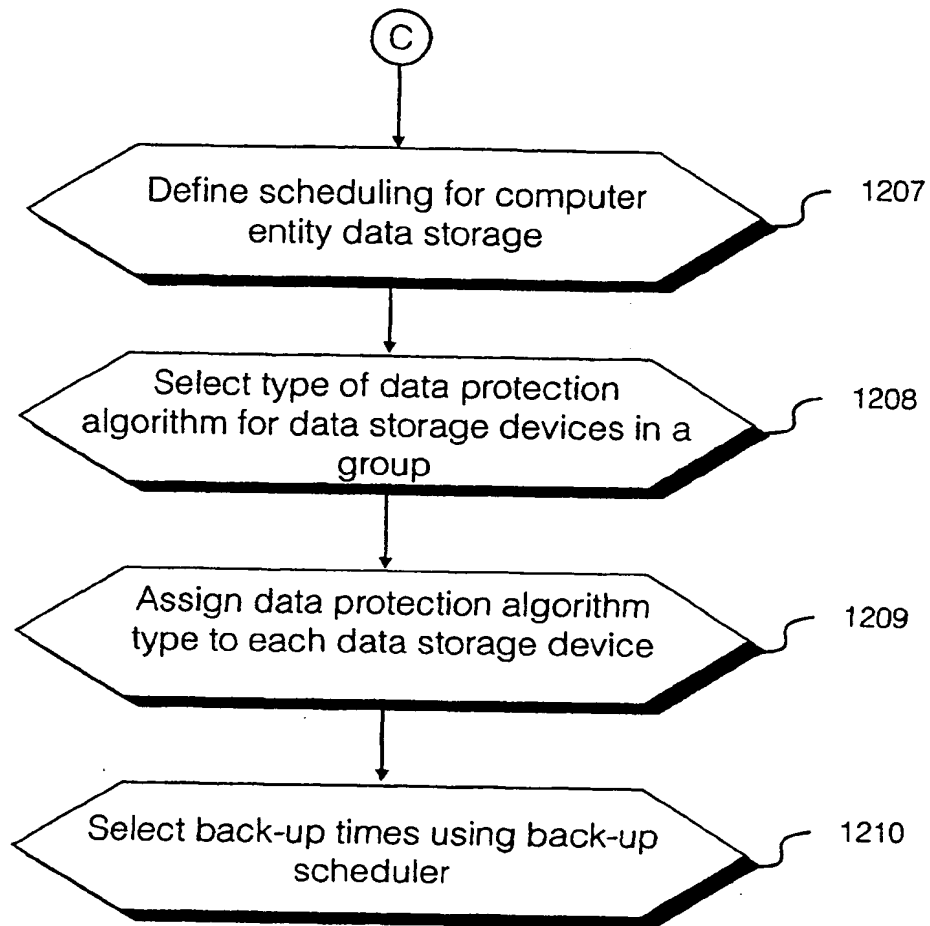 C
Define scheduling for computer
entity data storage
1207
Select type of data protection
algorithm for data storage devices in a
group
1208
Assign data protection algorithm
type to each data storage device
1209
Select back-up times using back-up
scheduler
1210